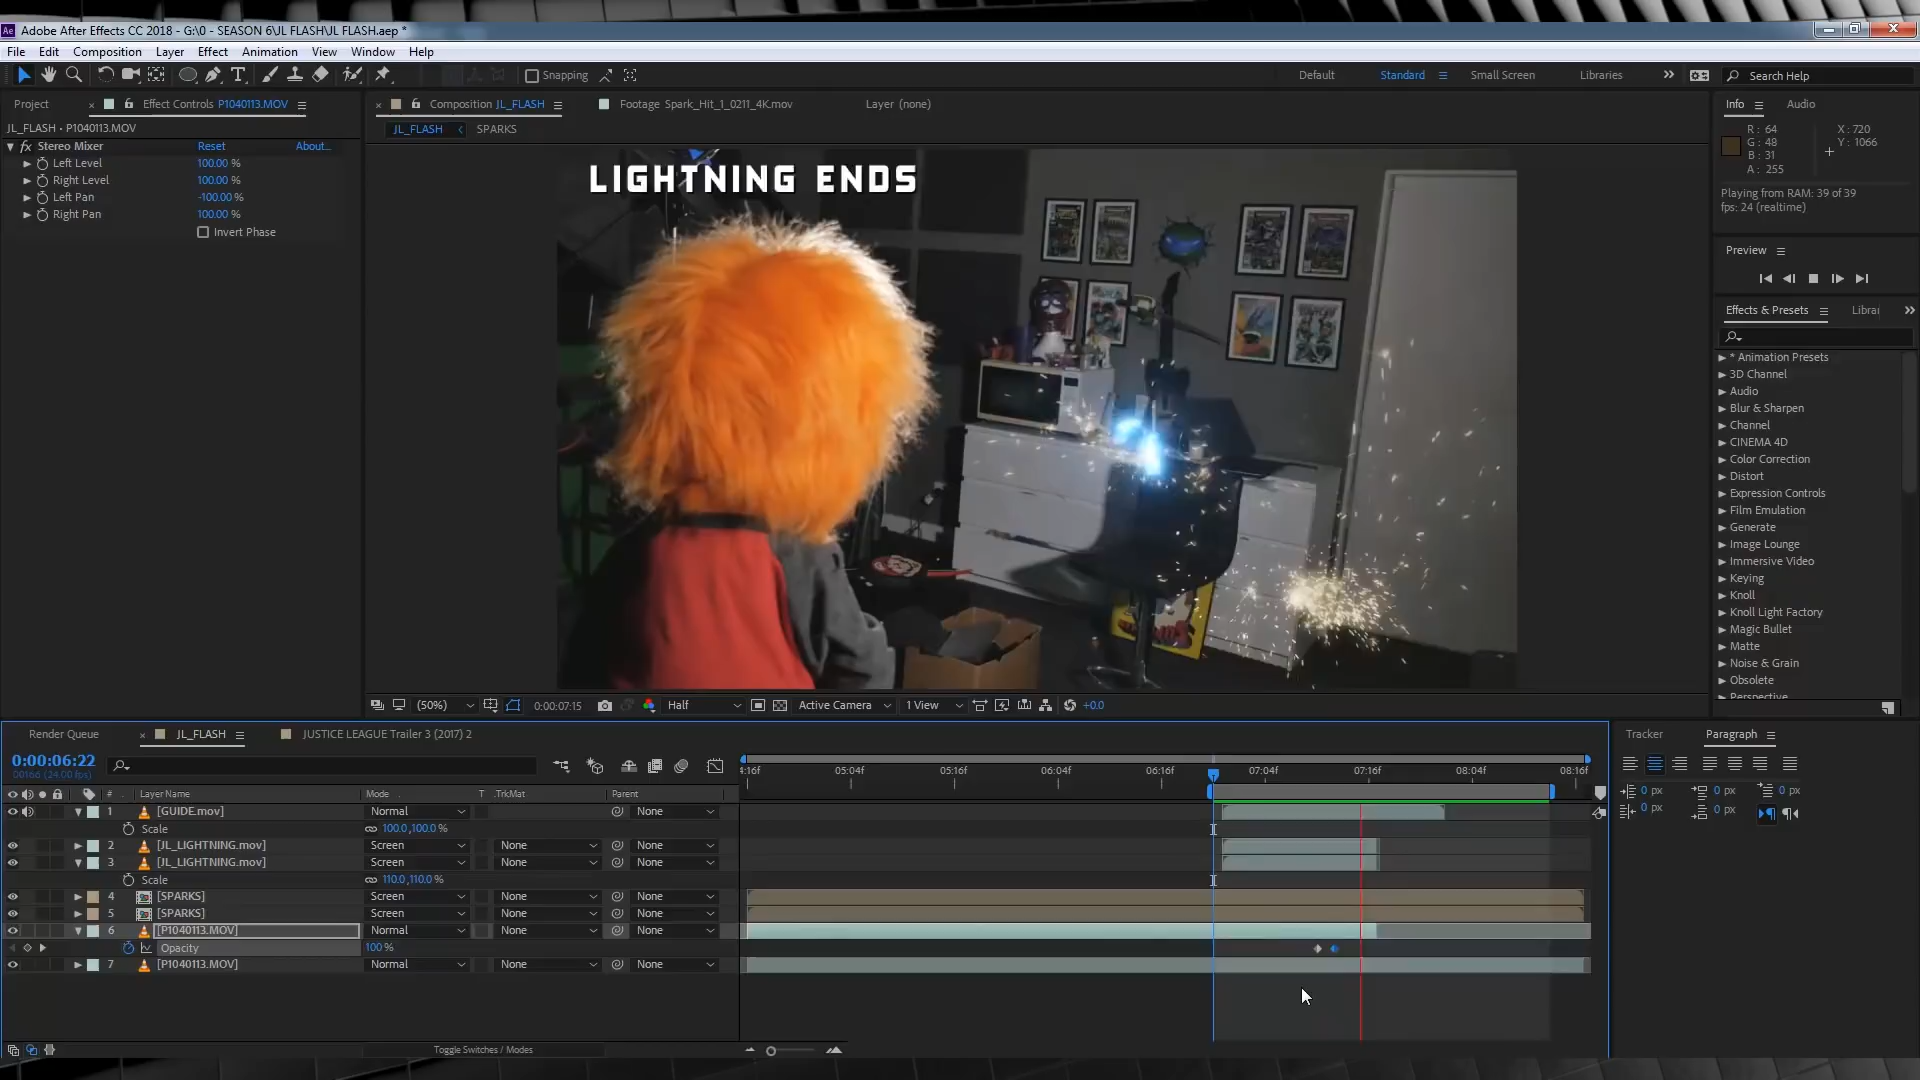 Ae Adobe After Effects CC 2018 - G:\0 - SEASON 6\JL FLASH\JL FLASH.aep *
File Edit Composition Layer Effect Animation View Window Help
Snapping
Default Standard Small Screen Libraries Search Help
Project Effect Controls P1040113.MOV
JL_FLASH • P1040113.MOV
fx Stereo Mixer Reset About...
Left Level 100.00 %
Right Level 100.00 %
Left Pan -100.00 %
Right Pan 100.00 %
Invert Phase
Composition JL_FLASH Footage Spark_Hit_1_0211_4K.mov Layer (none)
JL_FLASH SPARKS
LIGHTNING ENDS
(50%) 0:00:07:15 Half Active Camera 1 View +0.0
Info Audio
R : 64
G : 48
B : 31
A : 255
X : 720
Y : 1066
Playing from RAM: 39 of 39
fps: 24 (realtime)
Preview
Effects & Presets Librar
* Animation Presets
3D Channel
Audio
Blur & Sharpen
Channel
CINEMA 4D
Color Correction
Distort
Expression Controls
Film Emulation
Generate
Image Lounge
Immersive Video
Keying
Knoll
Knoll Light Factory
Magic Bullet
Matte
Noise & Grain
Obsolete
Perspective
Render Queue JL_FLASH JUSTICE LEAGUE Trailer 3 (2017) 2
0:00:06:22
00166 (24.00 fps)
4:16f 05:04f 05:16f 06:04f 06:16f 07:04f 07:16f 08:04f 08:16f
# Layer Name Mode T .TrkMat Parent
1 [GUIDE.mov] Normal None
Scale 100.0,100.0 %
2 [JL_LIGHTNING.mov] Screen None None
3 [JL_LIGHTNING.mov] Screen None None
Scale 110.0,110.0 %
4 [SPARKS] Screen None None
5 [SPARKS] Screen None None
6 [P1040113.MOV] Normal None None
Opacity 100 %
7 [P1040113.MOV] Normal None None
Toggle Switches / Modes
Tracker Paragraph
0 px 0 px 0 px
0 px 0 px